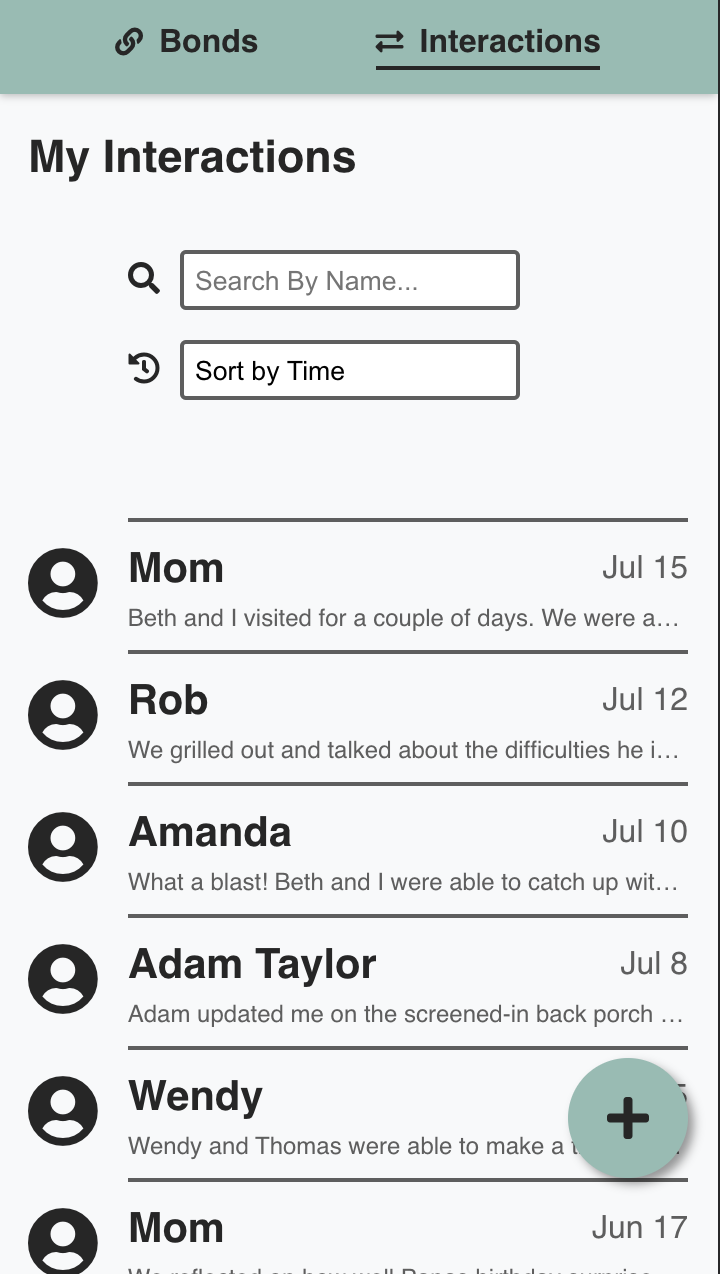 Bonds Interactions
My Interactions
Search By Name...
Sort by Time
Mom Jul 15
Beth and I visited for a couple of days. We were a…
Rob Jul 12
We grilled out and talked about the difficulties he i…
Amanda Jul 10
What a blast! Beth and I were able to catch up wit…
Adam Taylor Jul 8
Adam updated me on the screened-in back porch …
Wendy
Wendy and Thomas were able to make a
Mom Jun 17